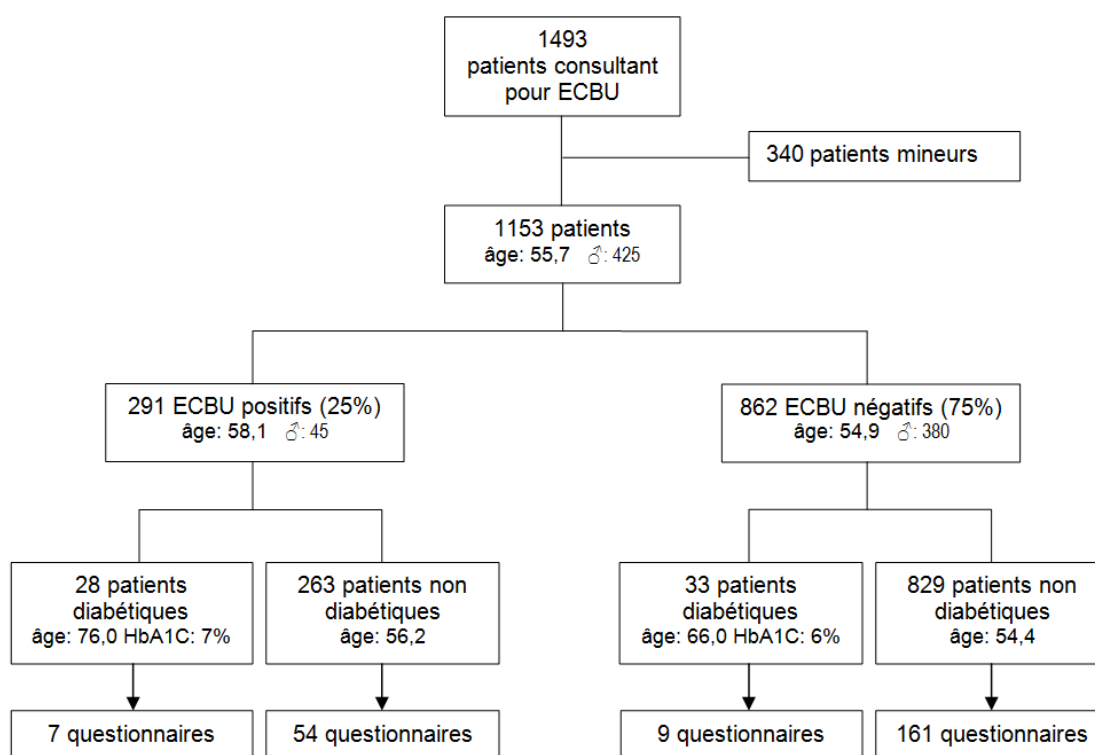 1493
patients consultant
pour ECBU
340 patients mineurs
1153 patients
âge: 55,7 ♂: 425
291 ECBU positifs (25%)
âge: 58,1 ♂: 45
862 ECBU négatifs (75%)
âge: 54,9 ♂: 380
28 patients
diabétiques
âge: 76,0 HbA1C: 7%
263 patients non
diabétiques
âge: 56,2
33 patients
diabétiques
âge: 66,0 HbA1C: 6%
829 patients non
diabétiques
âge: 54,4
7 questionnaires
54 questionnaires
9 questionnaires
161 questionnaires